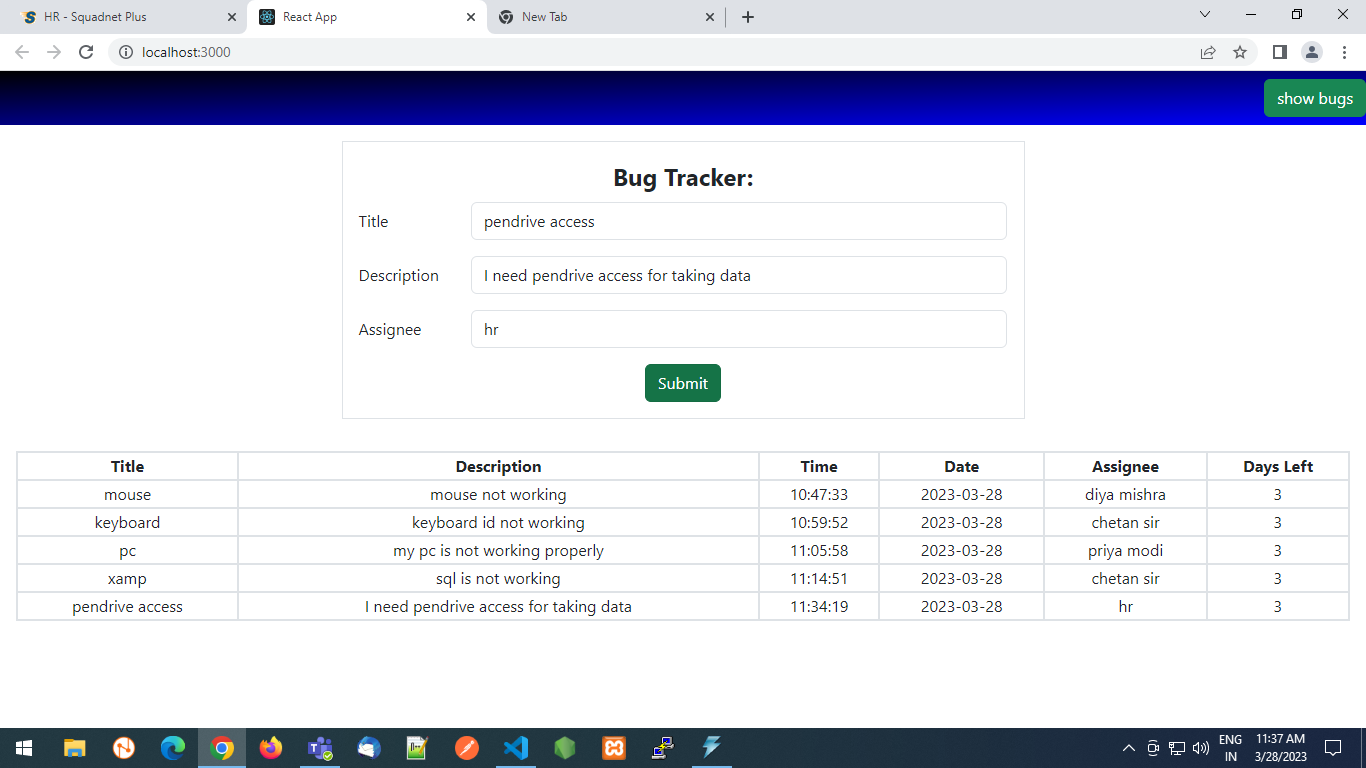 HR - Squadnet Plus
React App
New Tab
localhost:3000
show bugs
Bug Tracker:
Title
pendrive access
Description
I need pendrive access for taking data
Assignee
hr
Submit
Title Description Time Date Assignee Days Left
mouse mouse not working 10:47:33 2023-03-28 diya mishra 3
keyboard keyboard id not working 10:59:52 2023-03-28 chetan sir 3
pc my pc is not working properly 11:05:58 2023-03-28 priya modi 3
xamp sql is not working 11:14:51 2023-03-28 chetan sir 3
pendrive access I need pendrive access for taking data 11:34:19 2023-03-28 hr 3
ENG 11:37 AM
IN 3/28/2023